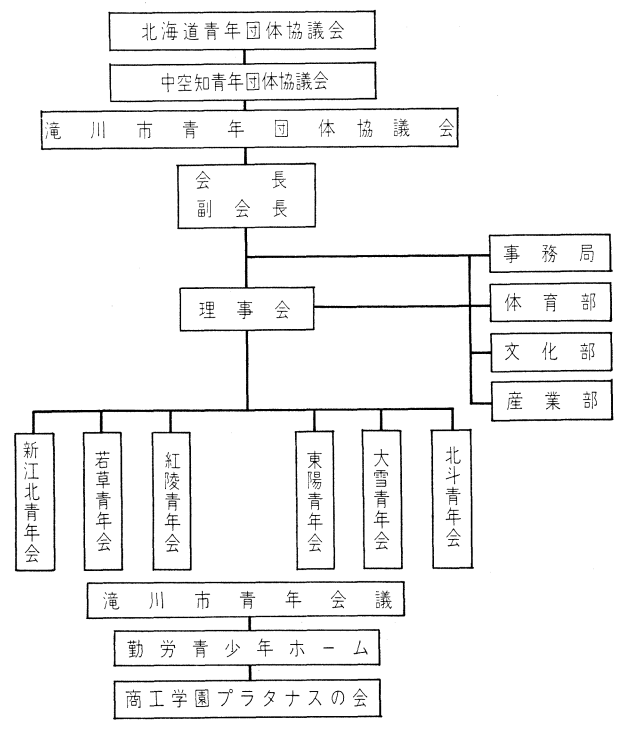 北海道青年団体協議会
中空知青年団体協議会
滝川市青年団体協議会
会長
副会長
事務局
理事会
体育部
文化部
産業部
新江北青年会
若草青年会
紅陵青年会
東陽青年会
大雪青年会
北斗青年会
滝川市青年会議
勤労青少年ホーム
商工学園プラタナスの会